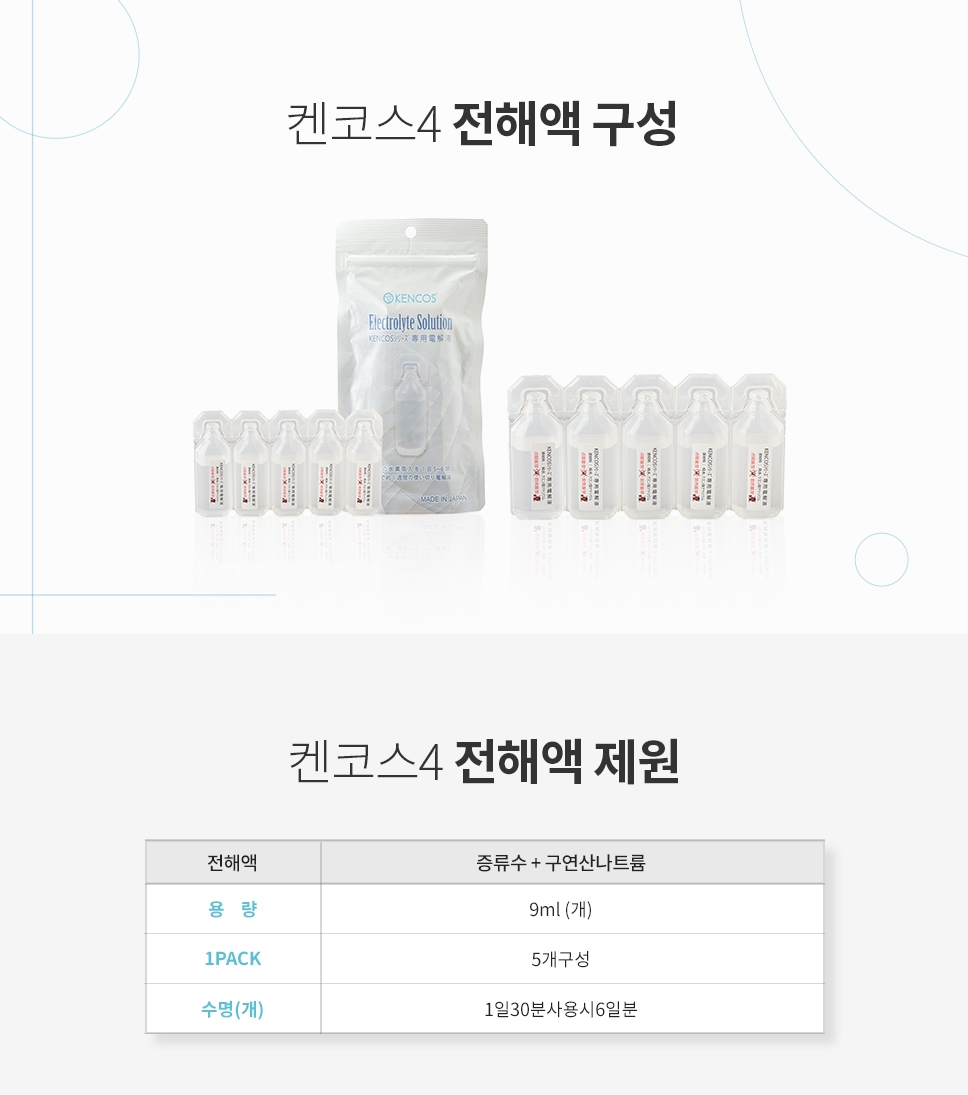 켄코스4 전해액 구성
KENCOS
Electrolyte Solution
KENCOSシリーズ 専用電解液
MADE IN JAPAN
켄코스4 전해액 제원
전해액 증류수 + 구연산나트륨
용 량 9ml (개)
1PACK 5개구성
수명(개) 1일30분사용시6일분